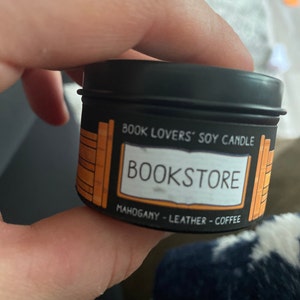 BOOK LOVERS' SOY CANDLE
BOOKSTORE
MAHOGANY - LEATHER - COFFEE